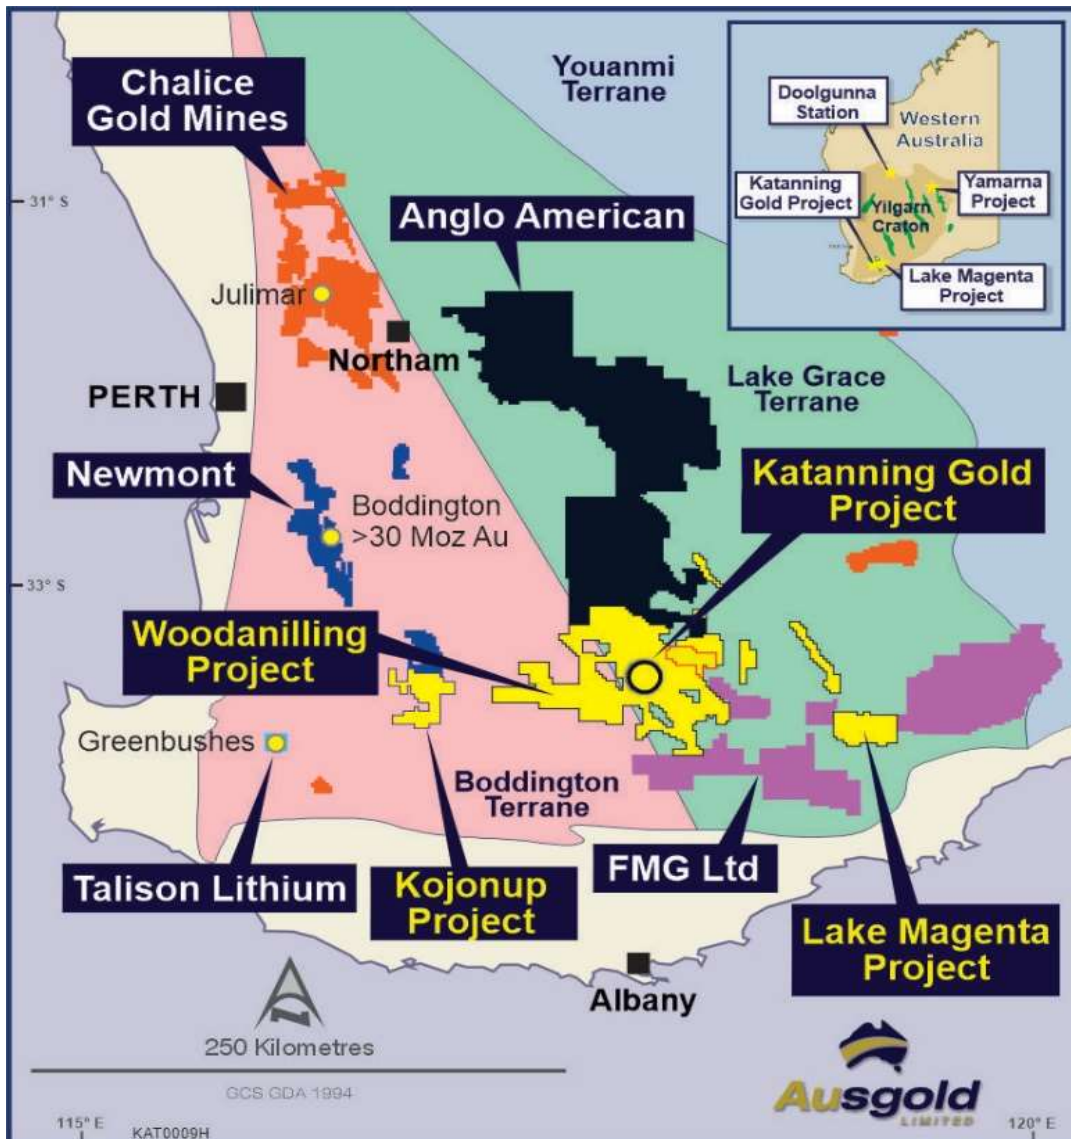 Chalice
Gold Mines
Youanmi
Terrane
Doolgunna
Station
Western
Australia
Katanning
Gold Project
Yilgarn
Craton
Yamarna
Project
Lake Magenta
Project
31° S
Anglo American
Julimar
Northam
PERTH
Lake Grace
Terrane
Newmont
Boddington
>30 Moz Au
Katanning Gold
Project
33° S
Woodanilling
Project
Greenbushes
Boddington
Terrane
Talison Lithium
Kojonup
Project
FMG Ltd
Lake Magenta
Project
Albany
250 Kilometres
GCS GDA 1994
Ausgold
LIMITED
115° E
KAT0009H
120° E